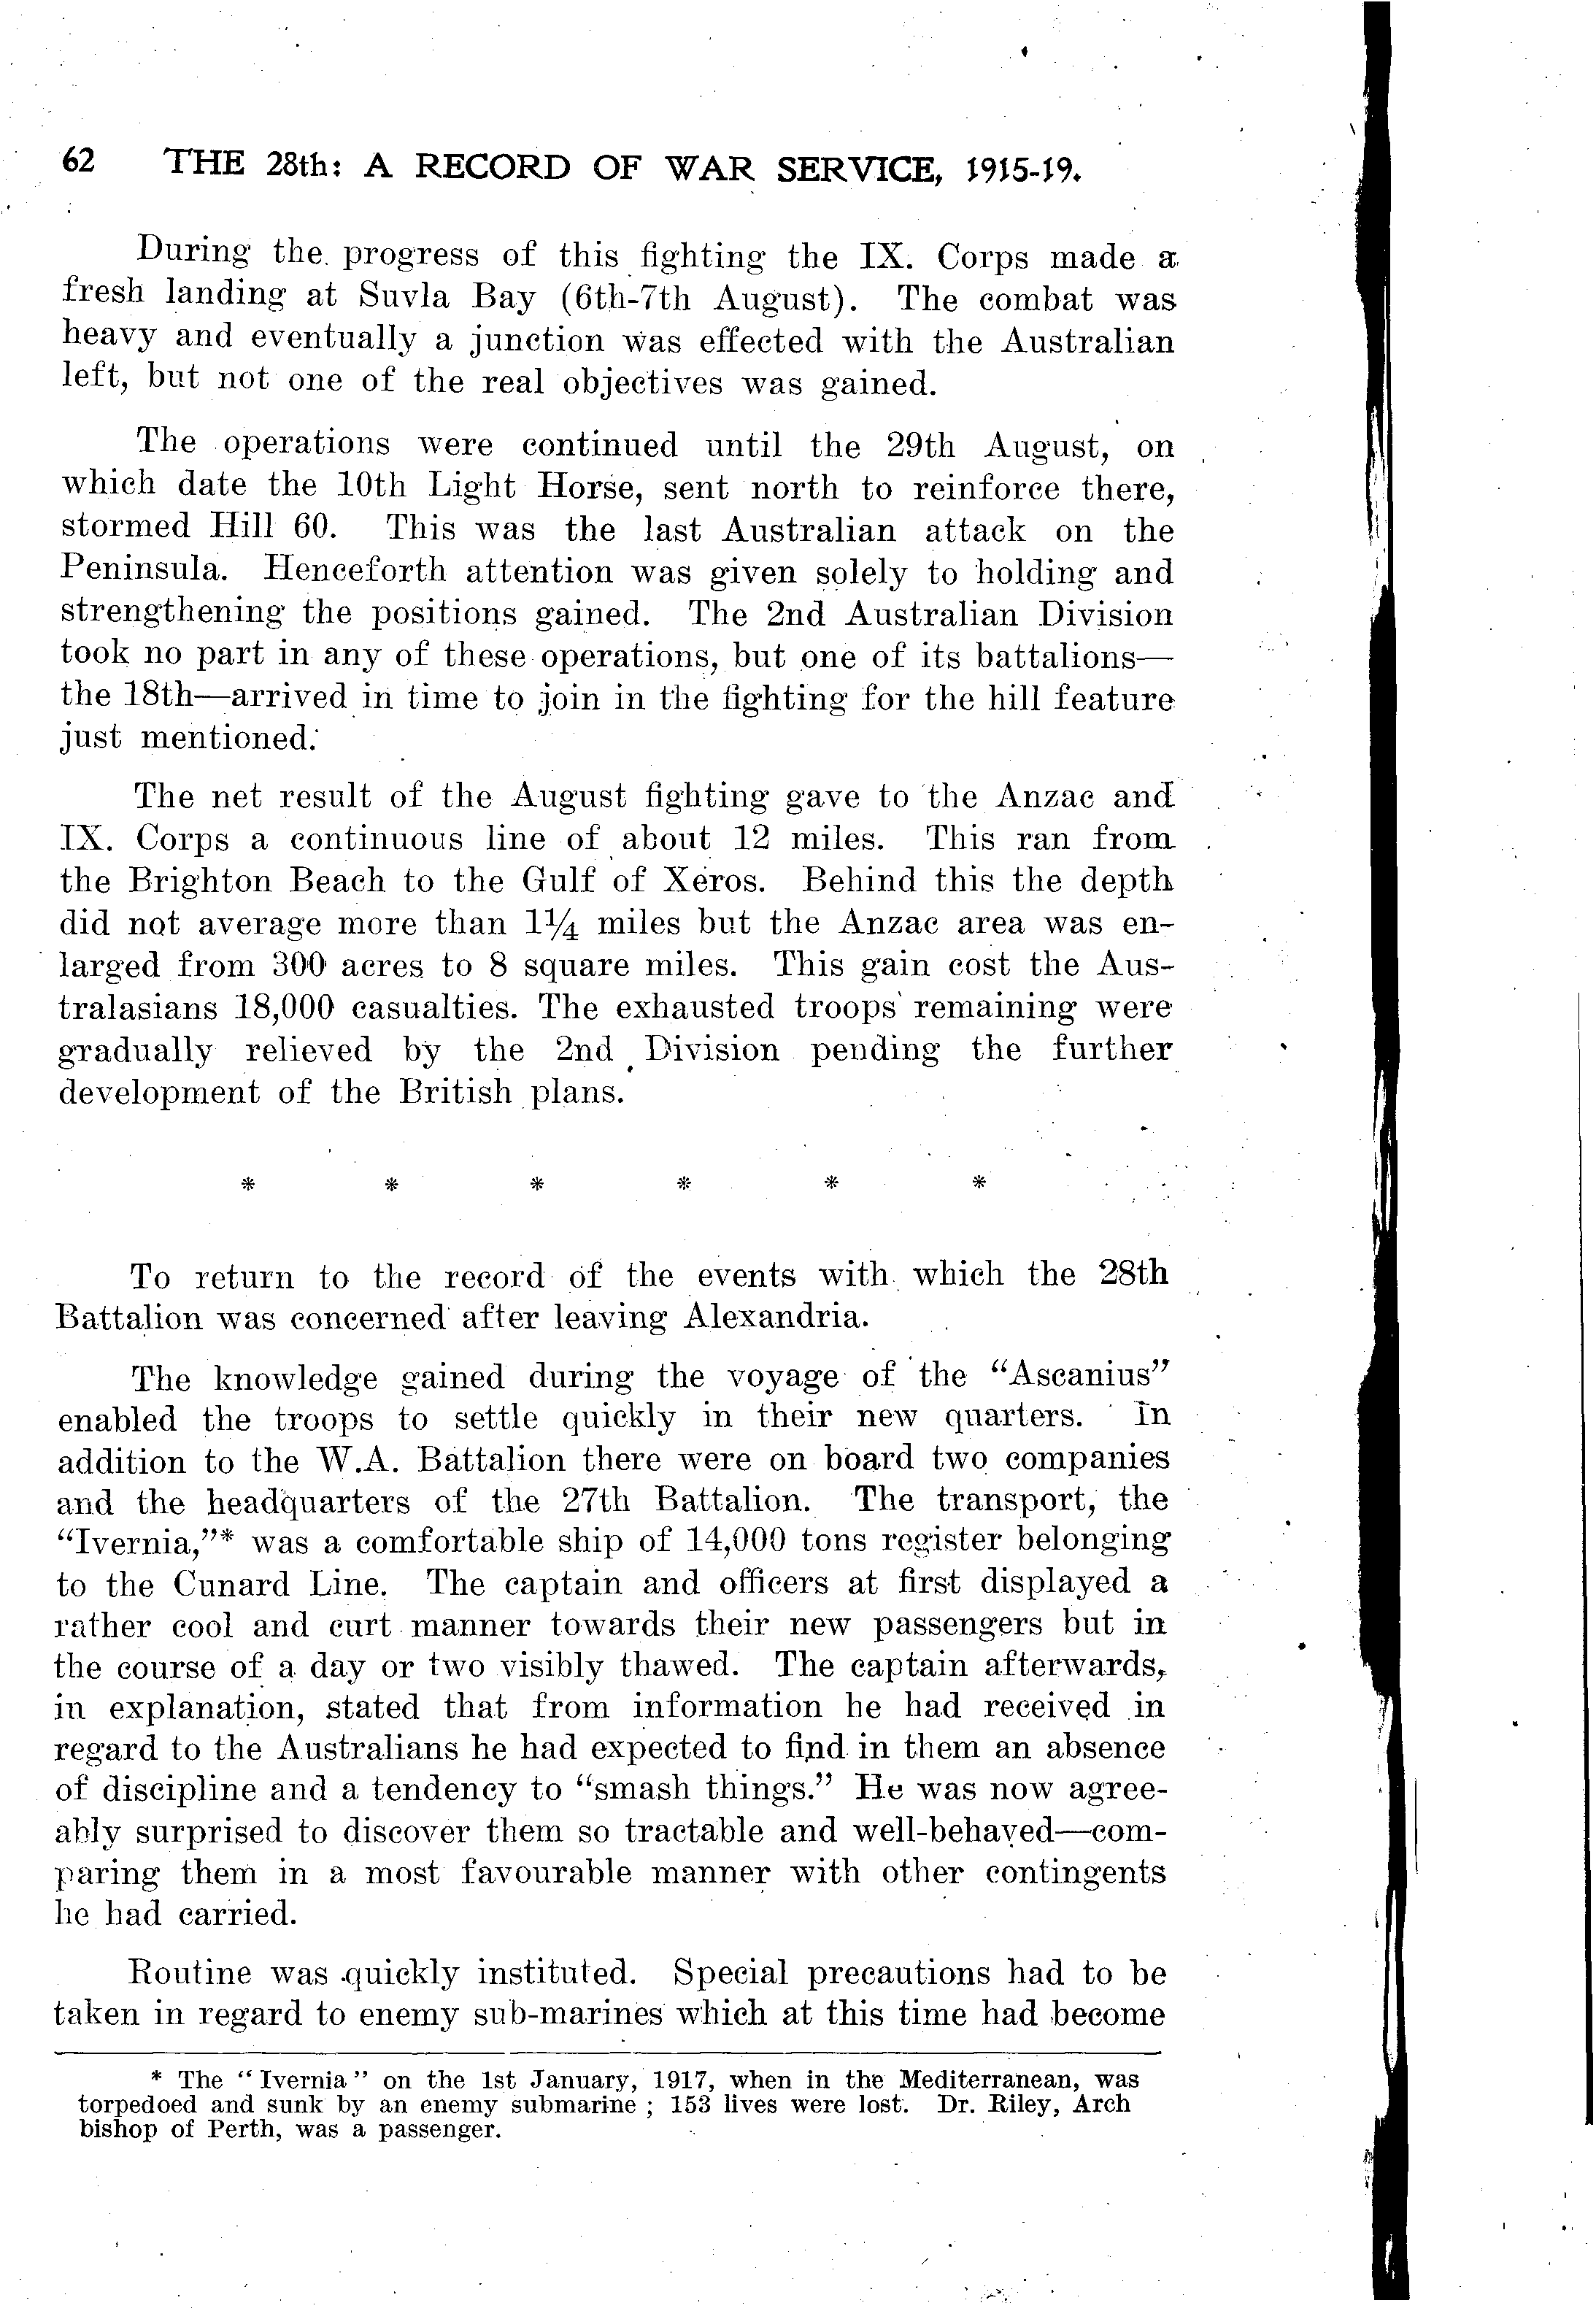 62 THE 28th: A RECORD OF WAR SERVICE, 1915-19.
During the progress of this fighting the IX. Corps made a
fresh landing at Suvla Bay (6th-7th August). The combat was
heavy and eventually a junction was effected with the Australian
left, but not one of the real objectives was gained.
The operations were continued until the 29th August, on
which date the 10th Light Horse, sent north to reinforce there,
stormed Hill 60. This was the last Australian attack on the
Peninsula. Henceforth attention was given solely to holding and
strengthening the positions gained. The 2nd Australian Division
took no part in any of these operations, but one of its battalions—
the 18th—arrived in time to join in the fighting for the hill feature
just mentioned.
The net result of the August fighting gave to the Anzac and
IX. Corps a continuous line of about 12 miles. This ran from
the Brighton Beach to the Gulf of Xeros. Behind this the depth
did not average more than 1¼ miles but the Anzac area was en-
larged from 300 acres to 8 square miles. This gain cost the Aus-
tralasians 18,000 casualties. The exhausted troops remaining were
gradually relieved by the 2nd Division pending the further
development of the British plans.
* * * * * *
To return to the record of the events with which the 28th
Battalion was concerned after leaving Alexandria.
The knowledge gained during the voyage of the "Ascanius"
enabled the troops to settle quickly in their new quarters. In
addition to the W.A. Battalion there were on board two companies
and the headquarters of the 27th Battalion. The transport, the
"Ivernia,"* was a comfortable ship of 14,000 tons register belonging
to the Cunard Line. The captain and officers at first displayed a
rather cool and curt manner towards their new passengers but in
the course of a day or two visibly thawed. The captain afterwards,
in explanation, stated that from information he had received in
regard to the Australians he had expected to find in them an absence
of discipline and a tendency to "smash things." He was now agree-
ably surprised to discover them so tractable and well-behaved—com-
paring them in a most favourable manner with other contingents
he had carried.
Routine was quickly instituted. Special precautions had to be
taken in regard to enemy sub-marines which at this time had become
* The "Ivernia" on the 1st January, 1917, when in the Mediterranean, was
torpedoed and sunk by an enemy submarine; 153 lives were lost. Dr. Riley, Arch
bishop of Perth, was a passenger.